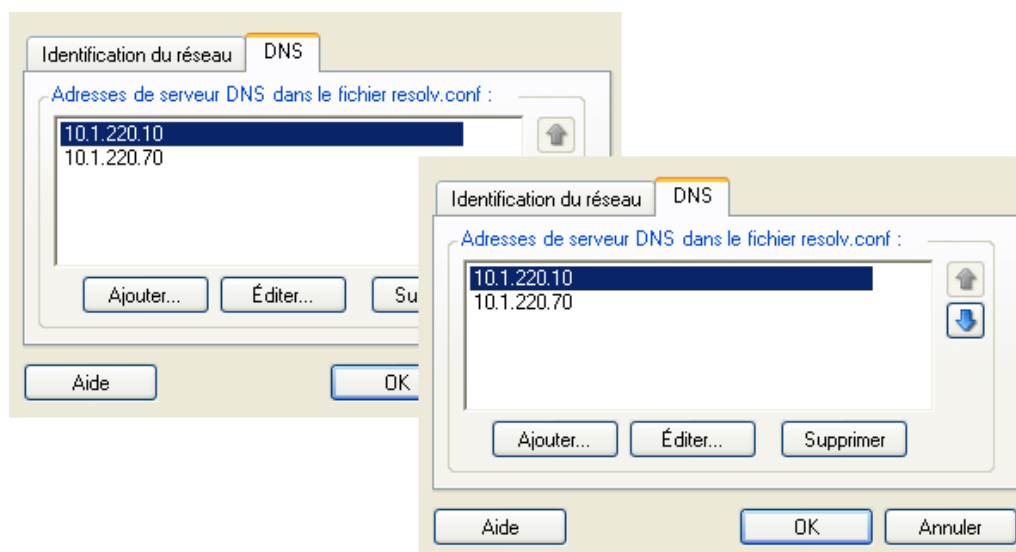 Identification du réseau DNS
Adresses de serveur DNS dans le fichier resolv.conf :
10.1.220.10
10.1.220.70
Ajouter... Éditer... Su
Aide OK
Identification du réseau DNS
Adresses de serveur DNS dans le fichier resolv.conf :
10.1.220.10
10.1.220.70
Ajouter... Éditer... Supprimer
Aide OK Annuler